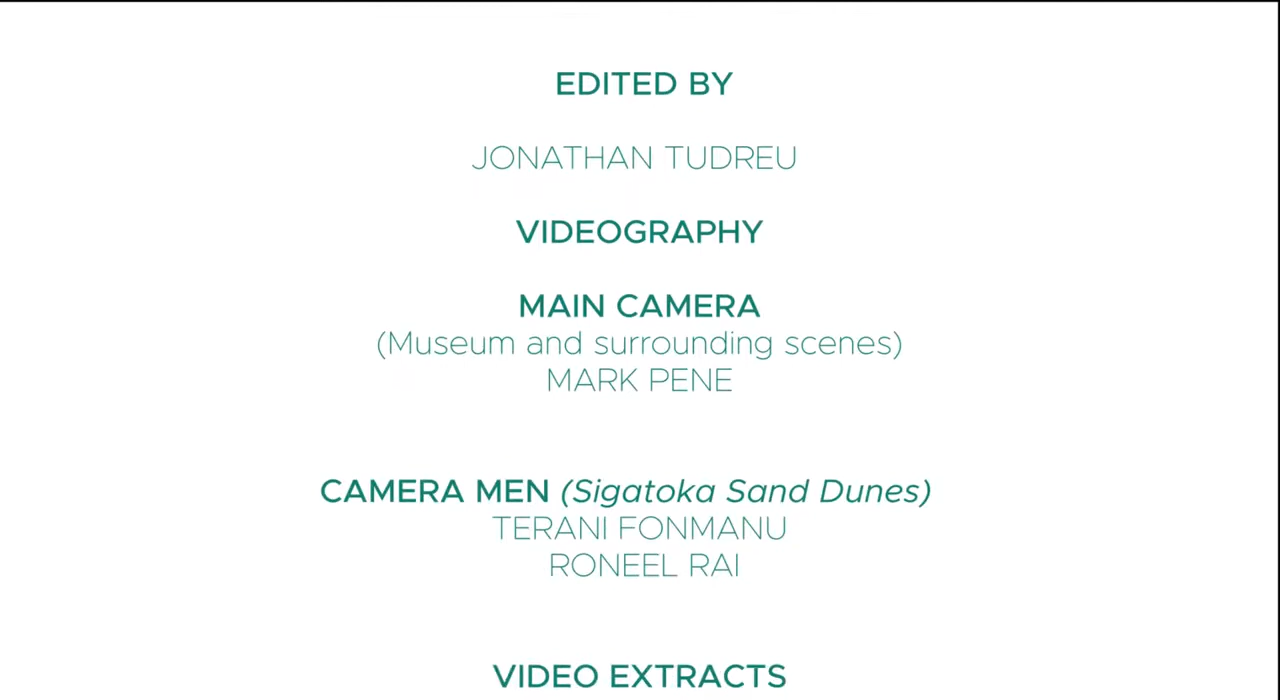 EDITED BY
JONATHAN TUDREU
VIDEOGRAPHY
MAIN CAMERA
(Museum and surrounding scenes)
MARK PENE
CAMERA MEN (Sigatoka Sand Dunes)
TERANI FONMANU
RONEEL RAI
VIDEO EXTRACTS